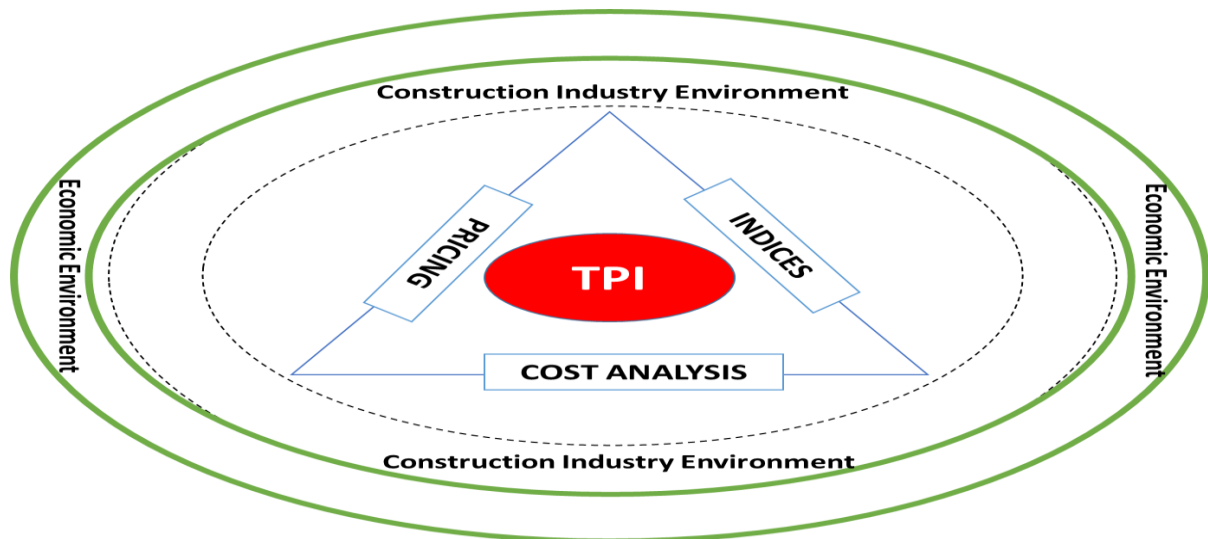 Construction Industry Environment
Economic Environment
PRICING
INDICES
Economic Environment
TPI
COST ANALYSIS
Construction Industry Environment